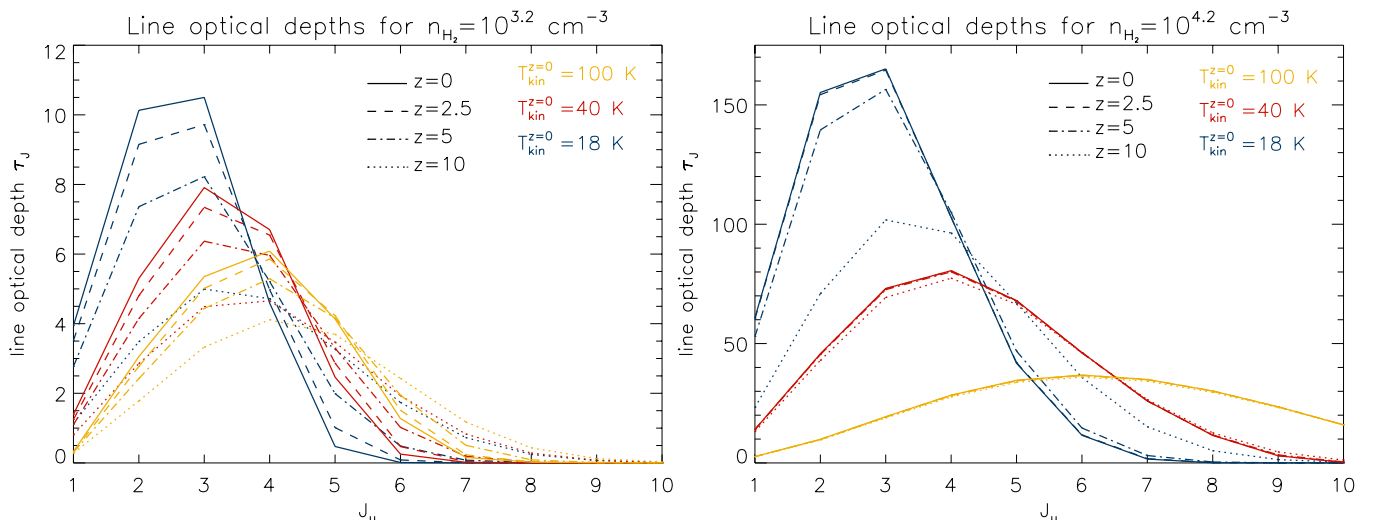 Line optical depths for n_H₂=10^3.2 cm^−3
line optical depth τ_J
12
10
8
6
4
2
0
z=0
z=2.5
z=5
z=10
T_kin^z=0 =100 K
T_kin^z=0 =40 K
T_kin^z=0 =18 K
1 2 3 4 5 6 7 8 9 10
J_u
Line optical depths for n_H₂=10^4.2 cm^−3
line optical depth τ_J
150
100
50
0
z=0
z=2.5
z=5
z=10
T_kin^z=0 =100 K
T_kin^z=0 =40 K
T_kin^z=0 =18 K
1 2 3 4 5 6 7 8 9 10
J_u